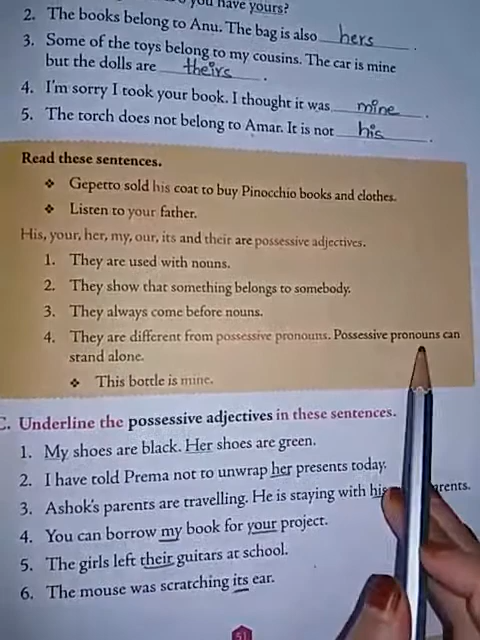 you have yours?
2. The books belong to Anu. The bag is also hers.
3. Some of the toys belong to my cousins. The car is mine
but the dolls are theirs.
4. I'm sorry I took your book. I thought it was mine.
5. The torch does not belong to Amar. It is not his.
Read these sentences.
❖ Gepetto sold his coat to buy Pinocchio books and clothes.
❖ Listen to your father.
His, your, her, my, our, its and their are possessive adjectives.
1. They are used with nouns.
2. They show that something belongs to somebody.
3. They always come before nouns.
4. They are different from possessive pronouns. Possessive pronouns can
stand alone.
❖ This bottle is mine.
C. Underline the possessive adjectives in these sentences.
1. My shoes are black. Her shoes are green.
2. I have told Prema not to unwrap her presents today.
3. Ashok's parents are travelling. He is staying with his
4. You can borrow my book for your project.
5. The girls left their guitars at school.
6. The mouse was scratching its ear.
51